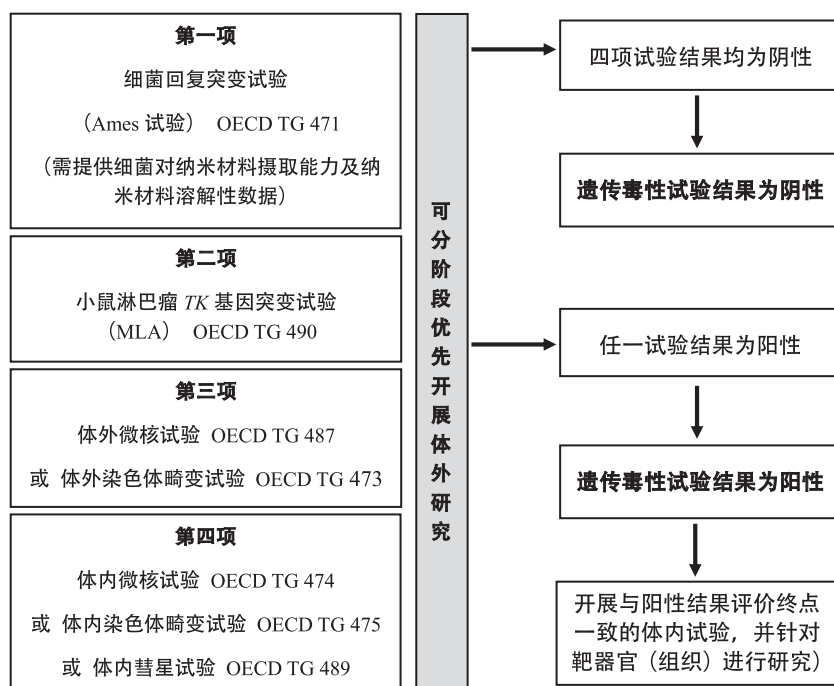 第一项
细菌回复突变试验
（Ames 试验） OECD TG 471
（需提供细菌对纳米材料摄取能力及纳
米材料溶解性数据）
第二项
小鼠淋巴瘤 TK 基因突变试验
（MLA） OECD TG 490
第三项
体外微核试验 OECD TG 487
或 体外染色体畸变试验 OECD TG 473
第四项
体内微核试验 OECD TG 474
或 体内染色体畸变试验 OECD TG 475
或 体内彗星试验 OECD TG 489
可分阶段优先开展体外研究
四项试验结果均为阴性
遗传毒性试验结果为阴性
任一试验结果为阳性
遗传毒性试验结果为阳性
开展与阳性结果评价终点
一致的体内试验，并针对
靶器官（组织）进行研究）